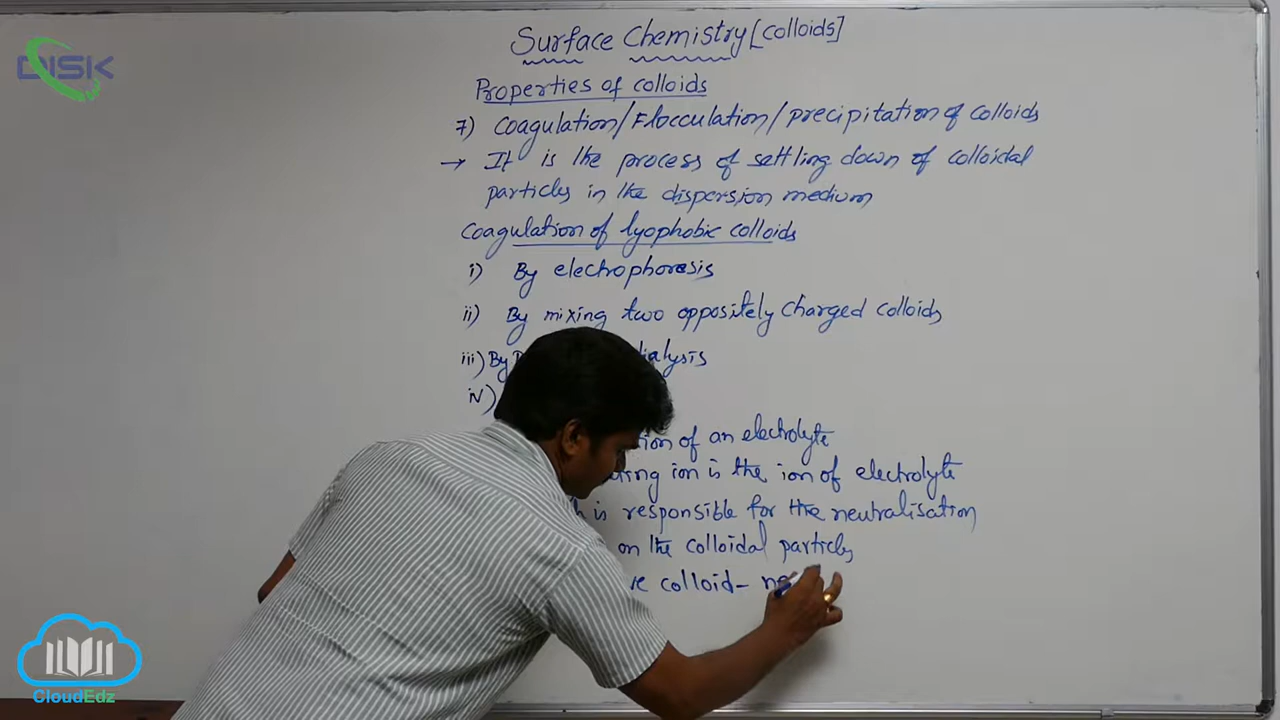 DISK
Surface Chemistry [colloids]
Properties of colloids
7) Coagulation/Flocculation/precipitation of colloids
→ It is the process of settling down of colloidal
particles in the dispersion medium
Coagulation of lyophobic colloids
i) By electrophoresis
ii) By mixing two oppositely charged colloids
iii) By dialysis
iv)
of an electrolyte
ion is the ion of electrolyte
is responsible for the neutralisation
on the colloidal particles
colloid –
CloudEdz